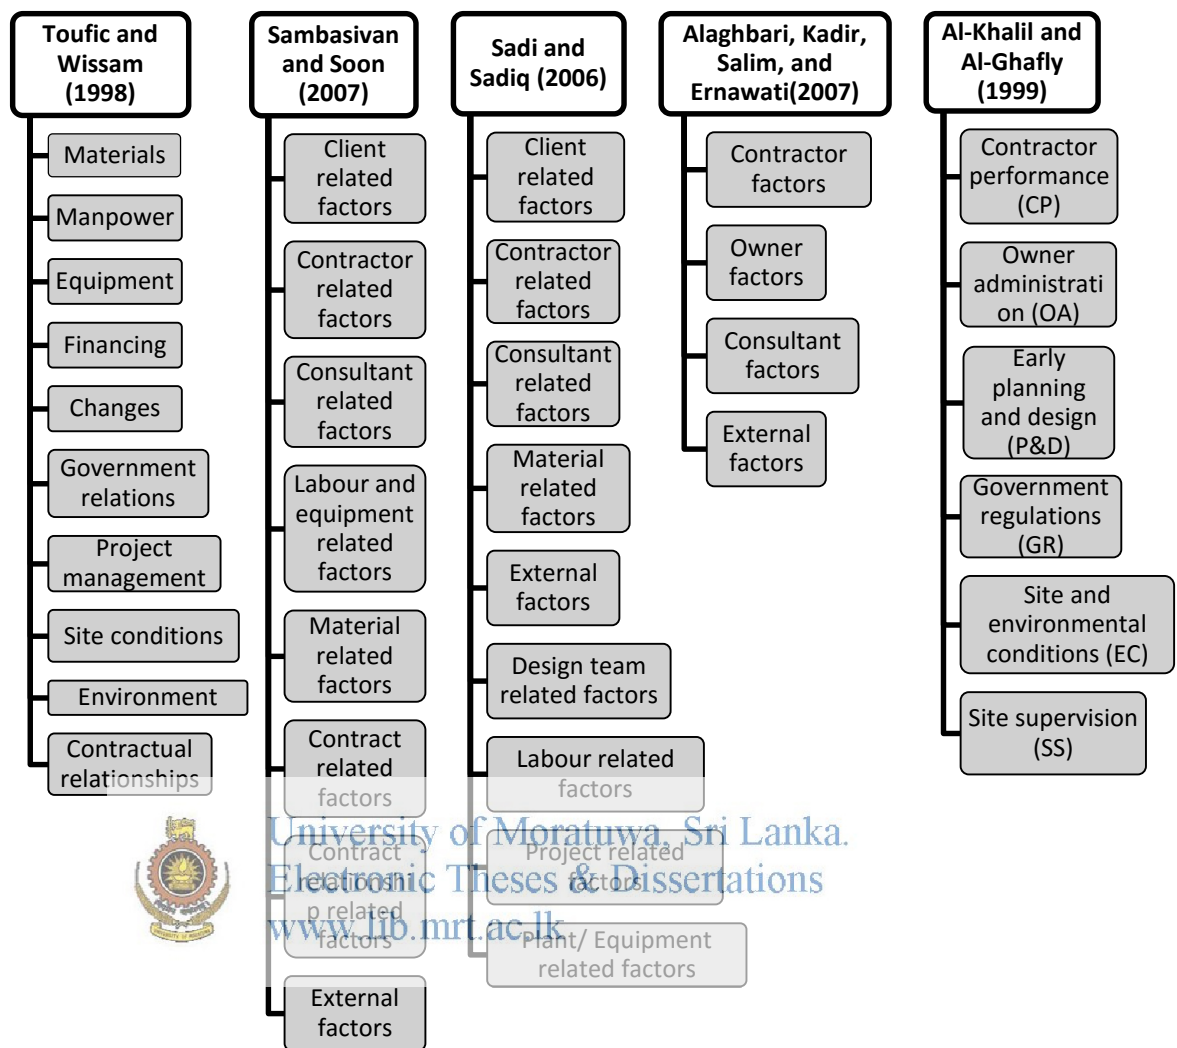 Toufic and
Wissam
(1998)
Materials
Manpower
Equipment
Financing
Changes
Government
relations
Project
management
Site conditions
Environment
Contractual
relationships
Sambasivan
and Soon
(2007)
Client
related
factors
Contractor
related
factors
Consultant
related
factors
Labour and
equipment
related
factors
Material
related
factors
Contract
related
factors
Contract
relationshi
p related
factors
External
factors
Sadi and
Sadiq (2006)
Client
related
factors
Contractor
related
factors
Consultant
related
factors
Material
related
factors
External
factors
Design team
related factors
Labour related
factors
Project related
factors
Plant/ Equipment
related factors
Alaghbari, Kadir,
Salim, and
Ernawati(2007)
Contractor
factors
Owner
factors
Consultant
factors
External
factors
Al-Khalil and
Al-Ghafly
(1999)
Contractor
performance
(CP)
Owner
administrati
on (OA)
Early
planning
and design
(P&D)
Government
regulations
(GR)
Site and
environmental
conditions (EC)
Site supervision
(SS)
University of Moratuwa, Sri Lanka.
Electronic Theses & Dissertations
www.lib.mrt.ac.lk